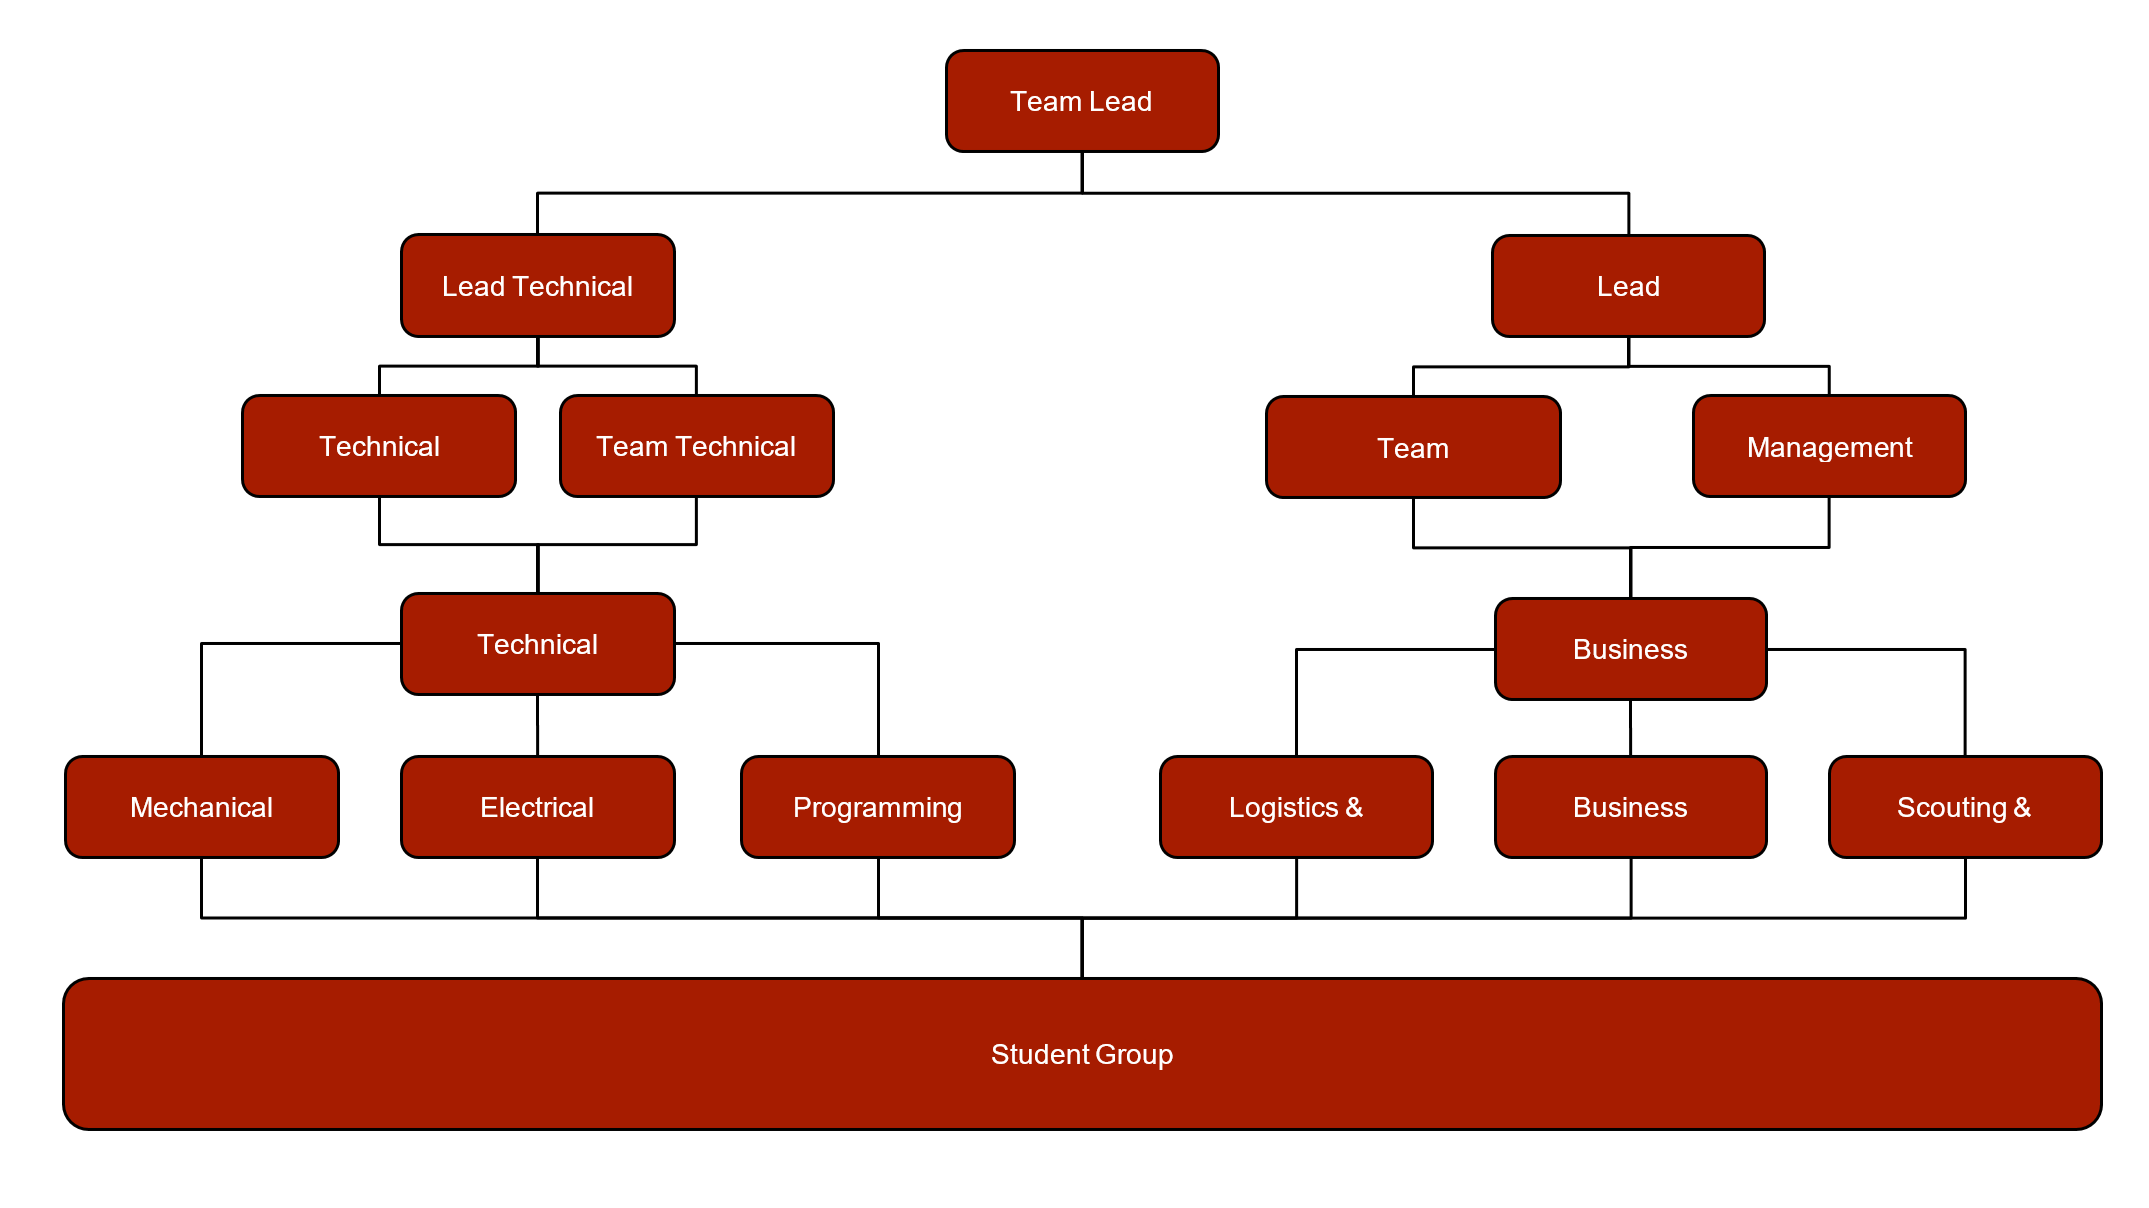 Team Lead
Lead Technical
Lead
Technical
Team Technical
Team
Management
Technical
Business
Mechanical
Electrical
Programming
Logistics &
Business
Scouting &
Student Group